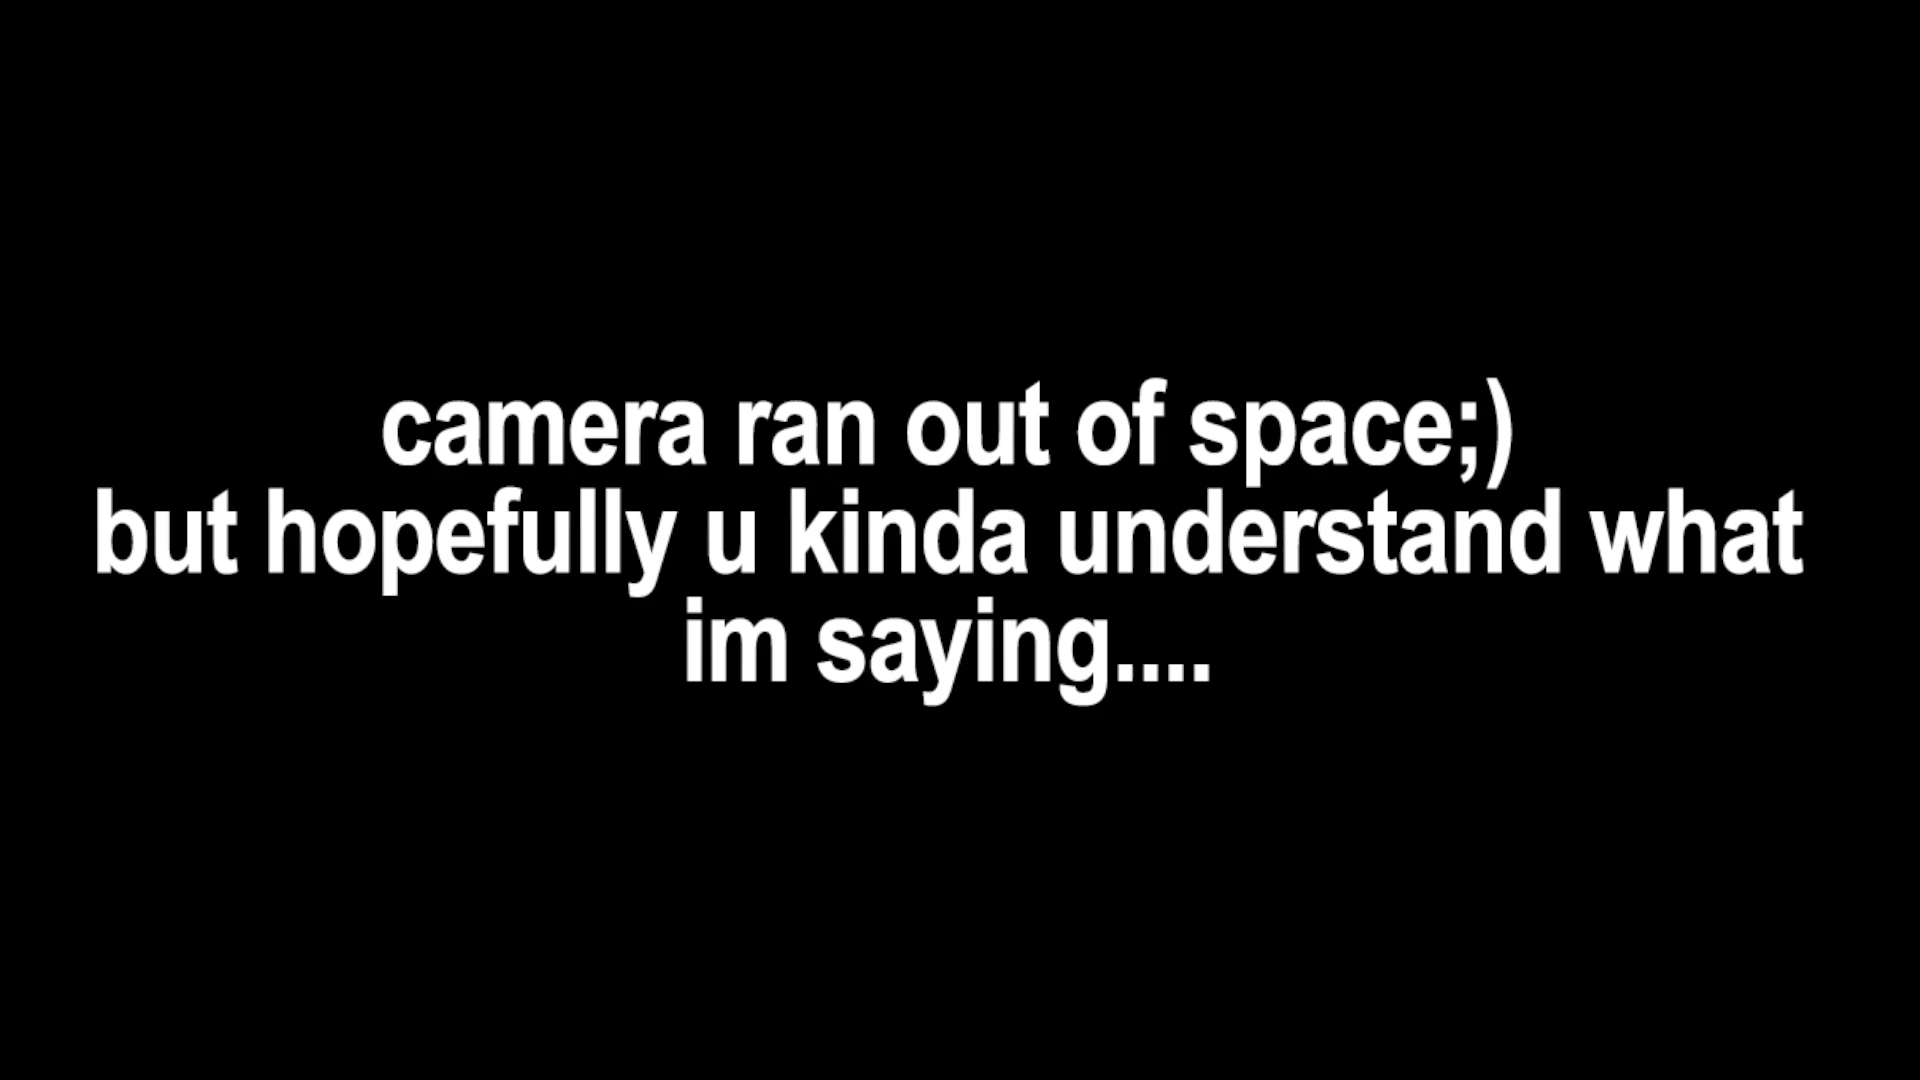 camera ran out of space;)
but hopefully u kinda understand what
im saying....